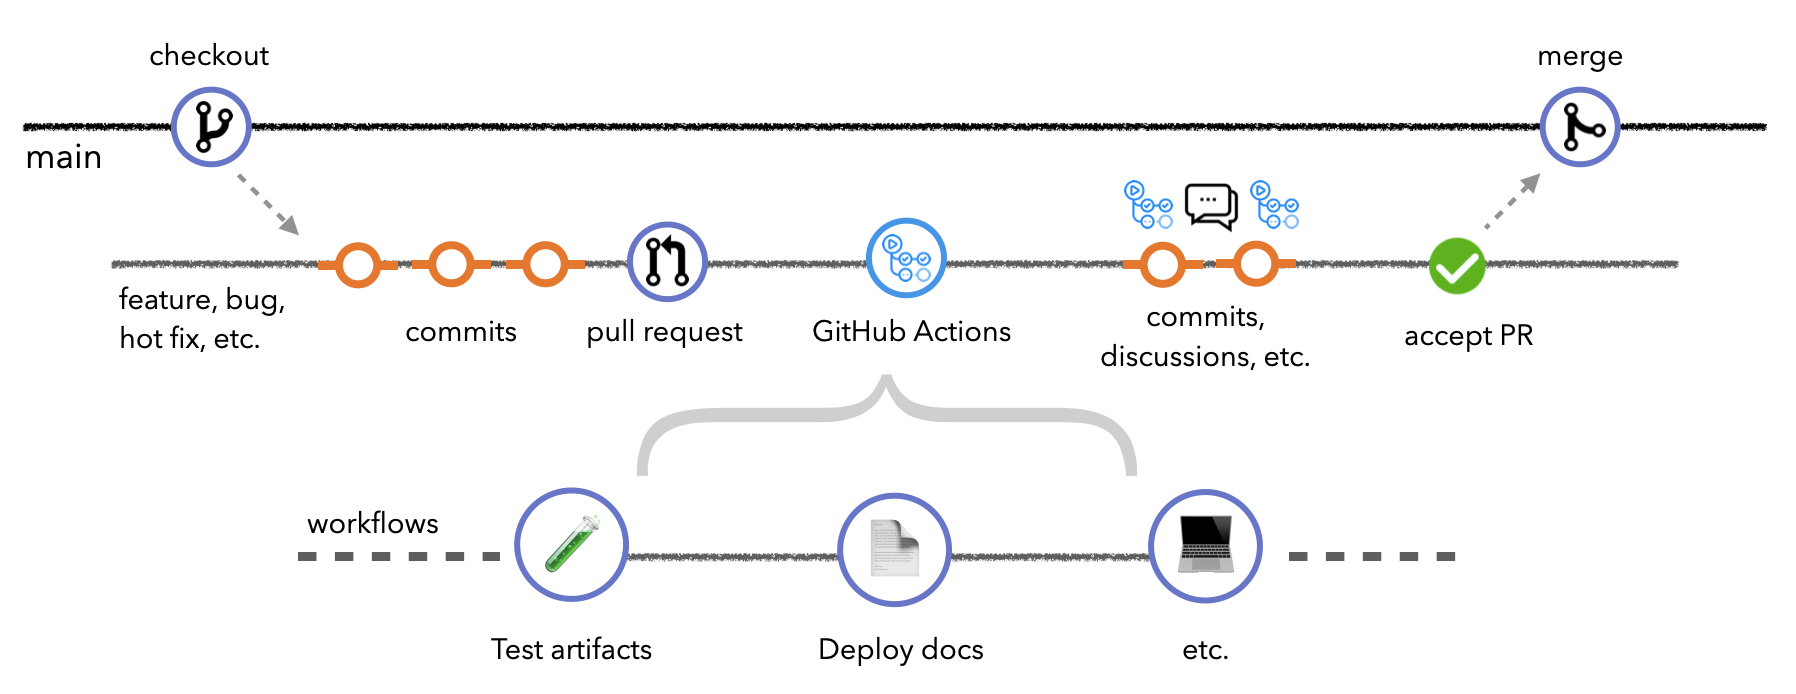 checkout
merge
main
feature, bug,
hot fix, etc.
commits
pull request
GitHub Actions
commits,
discussions, etc.
accept PR
workflows
Test artifacts
Deploy docs
etc.